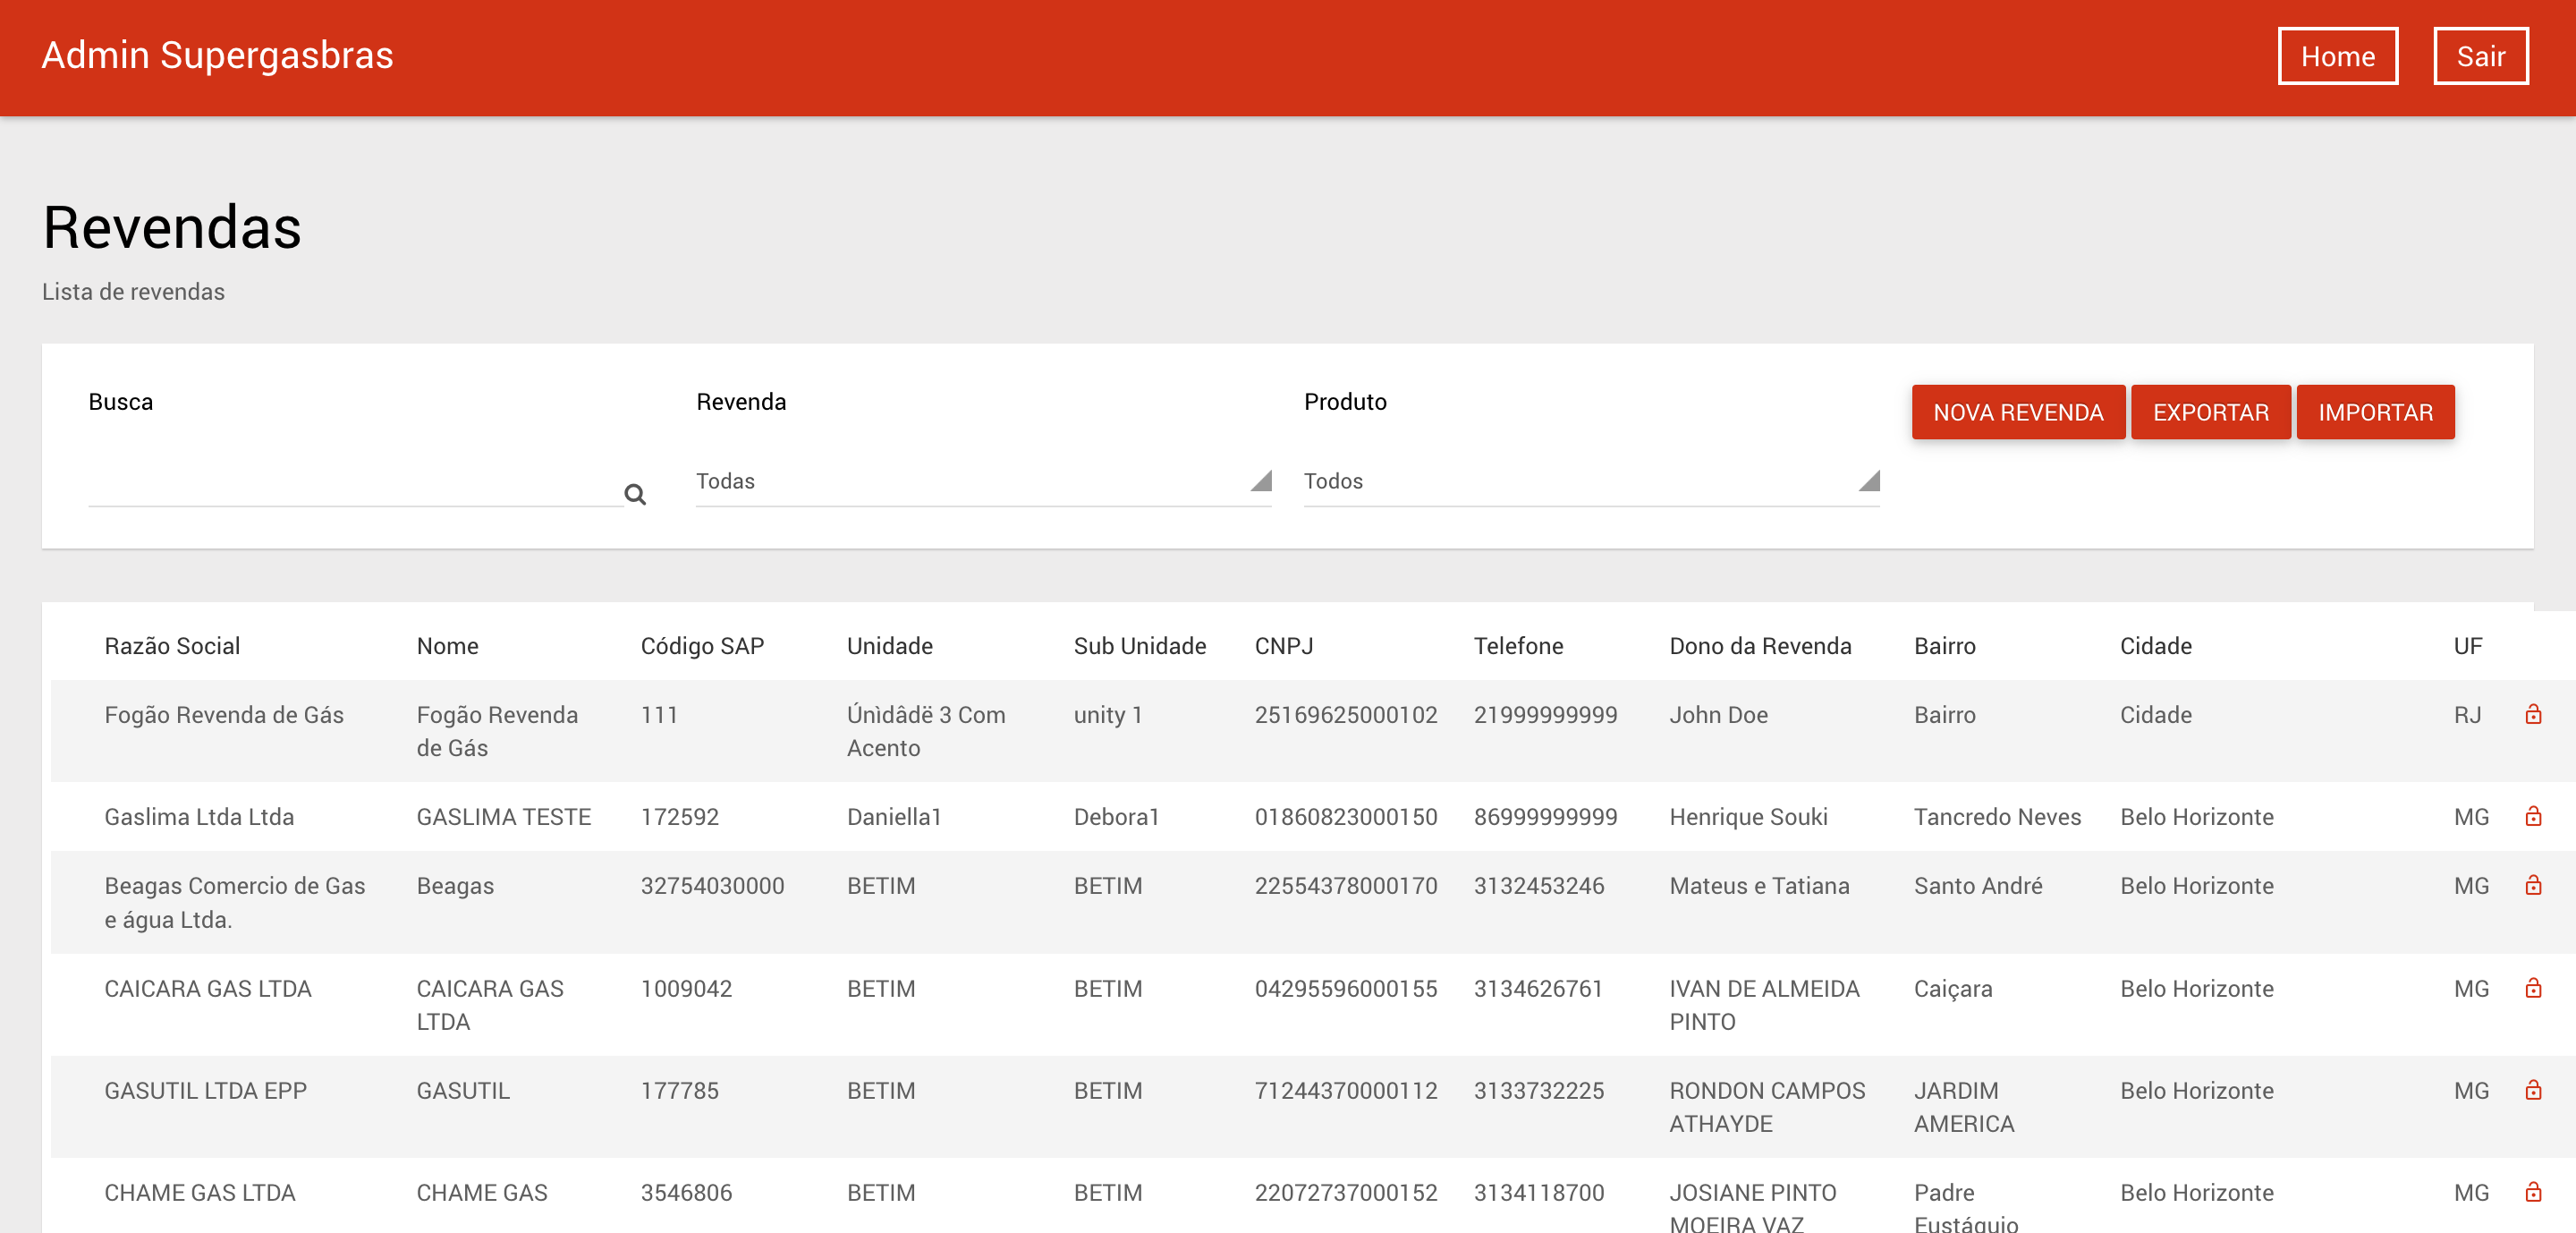 Admin Supergasbras Home Sair
Revendas
Lista de revendas
Busca Revenda Produto NOVA REVENDA EXPORTAR IMPORTAR
Todas Todos
Razão Social Nome Código SAP Unidade Sub Unidade CNPJ Telefone Dono da Revenda Bairro Cidade UF
Fogão Revenda de Gás Fogão Revenda 111 Únìdâdë 3 Com unity 1 25169625000102 21999999999 John Doe Bairro Cidade RJ
de Gás Acento
Gaslima Ltda Ltda GASLIMA TESTE 172592 Daniella1 Debora1 01860823000150 86999999999 Henrique Souki Tancredo Neves Belo Horizonte MG
Beagas Comercio de Gas Beagas 32754030000 BETIM BETIM 22554378000170 3132453246 Mateus e Tatiana Santo André Belo Horizonte MG
e água Ltda.
CAICARA GAS LTDA CAICARA GAS 1009042 BETIM BETIM 04295596000155 3134626761 IVAN DE ALMEIDA Caiçara Belo Horizonte MG
LTDA PINTO
GASUTIL LTDA EPP GASUTIL 177785 BETIM BETIM 71244370000112 3133732225 RONDON CAMPOS JARDIM Belo Horizonte MG
ATHAYDE AMERICA
CHAME GAS LTDA CHAME GAS 3546806 BETIM BETIM 22072737000152 3134118700 JOSIANE PINTO Padre Belo Horizonte MG
MOEIRA VAZ Eustáquio